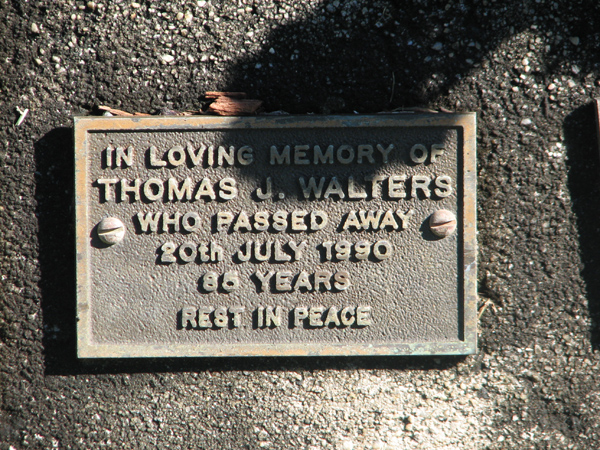 IN LOVING MEMORY OF
THOMAS J. WALTERS
WHO PASSED AWAY
20th JULY 1990
85 YEARS
REST IN PEACE